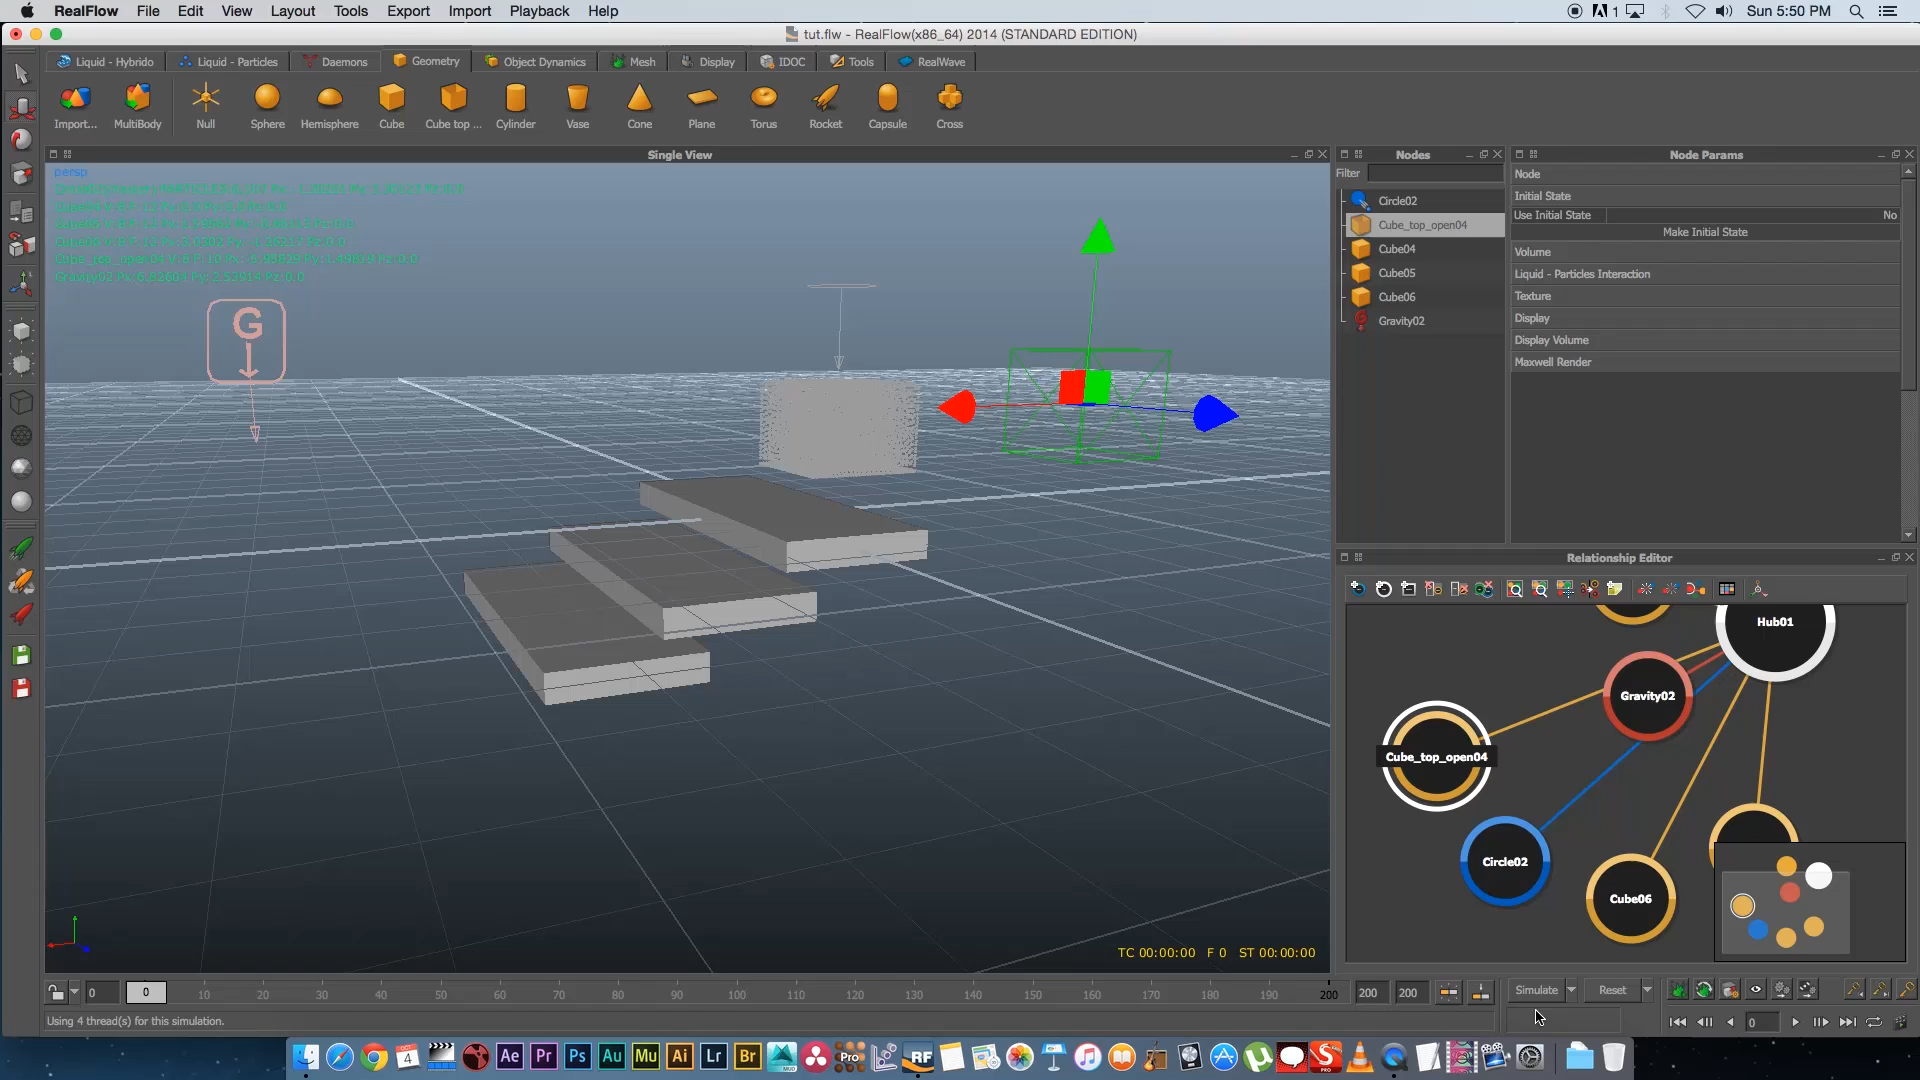 RealFlow File Edit View Layout Tools Export Import Playback Help
1 Sun 5:50 PM
tut.flw - RealFlow(x86_64) 2014 (STANDARD EDITION)
Liquid - Hybrido Liquid - Particles Daemons Geometry Object Dynamics Mesh Display IDOC Tools RealWave
Import... MultiBody Null Sphere Hemisphere Cube Cube top ... Cylinder Vase Cone Plane Torus Rocket Capsule Cross
Single View
persp
G
TC 00:00:00 F 0 ST 00:00:00
Nodes
Filter
Circle02
Cube_top_open04
Cube04
Cube05
Cube06
Gravity02
Node Params
Node
Initial State
Use Initial State No
Make Initial State
Volume
Liquid - Particles Interaction
Texture
Display
Display Volume
Maxwell Render
Relationship Editor
Hub01
Gravity02
Cube_top_open04
Circle02
Cube06
0 0 10 20 30 40 50 60 70 80 90 100 110 120 130 140 150 160 170 180 190 200 200 200 Simulate Reset
Using 4 thread(s) for this simulation.
0
OCT 4 Ae Pr Ps Au Mu Ai Lr Br MUD Pro RF S PRO